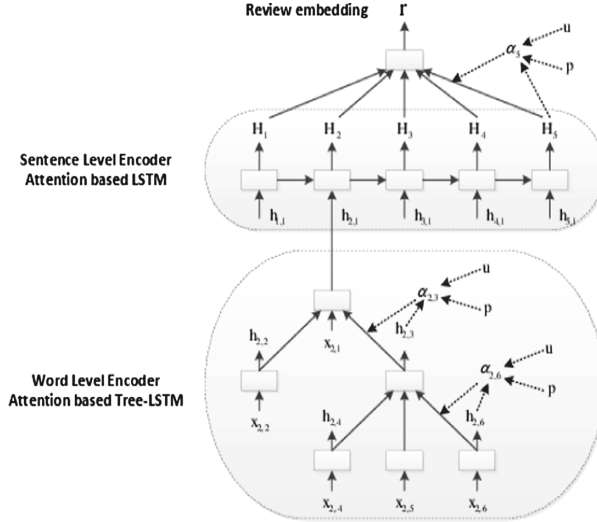 Review embedding r
u
α5
p
H1 H2 H3 H4 H5
Sentence Level Encoder
Attention based LSTM
h1,1 h2,1 h3,1 h4,1 h5,1
u
α2,3
p
h2,2 x2,1 h2,3
u
α2,6
p
Word Level Encoder
Attention based Tree-LSTM
x2,2 h2,4 h2,6
x2,4 x2,5 x2,6